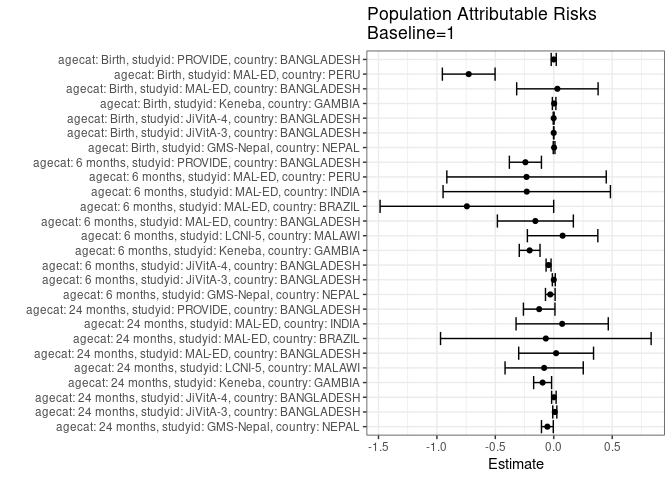 Population Attributable Risks
Baseline=1
agecat: Birth, studyid: PROVIDE, country: BANGLADESH
agecat: Birth, studyid: MAL-ED, country: PERU
agecat: Birth, studyid: MAL-ED, country: BANGLADESH
agecat: Birth, studyid: Keneba, country: GAMBIA
agecat: Birth, studyid: JiVitA-4, country: BANGLADESH
agecat: Birth, studyid: JiVitA-3, country: BANGLADESH
agecat: Birth, studyid: GMS-Nepal, country: NEPAL
agecat: 6 months, studyid: PROVIDE, country: BANGLADESH
agecat: 6 months, studyid: MAL-ED, country: PERU
agecat: 6 months, studyid: MAL-ED, country: INDIA
agecat: 6 months, studyid: MAL-ED, country: BRAZIL
agecat: 6 months, studyid: MAL-ED, country: BANGLADESH
agecat: 6 months, studyid: LCNI-5, country: MALAWI
agecat: 6 months, studyid: Keneba, country: GAMBIA
agecat: 6 months, studyid: JiVitA-4, country: BANGLADESH
agecat: 6 months, studyid: JiVitA-3, country: BANGLADESH
agecat: 6 months, studyid: GMS-Nepal, country: NEPAL
agecat: 24 months, studyid: PROVIDE, country: BANGLADESH
agecat: 24 months, studyid: MAL-ED, country: INDIA
agecat: 24 months, studyid: MAL-ED, country: BRAZIL
agecat: 24 months, studyid: MAL-ED, country: BANGLADESH
agecat: 24 months, studyid: LCNI-5, country: MALAWI
agecat: 24 months, studyid: Keneba, country: GAMBIA
agecat: 24 months, studyid: JiVitA-4, country: BANGLADESH
agecat: 24 months, studyid: JiVitA-3, country: BANGLADESH
agecat: 24 months, studyid: GMS-Nepal, country: NEPAL
-1.5 -1.0 -0.5 0.0 0.5
Estimate